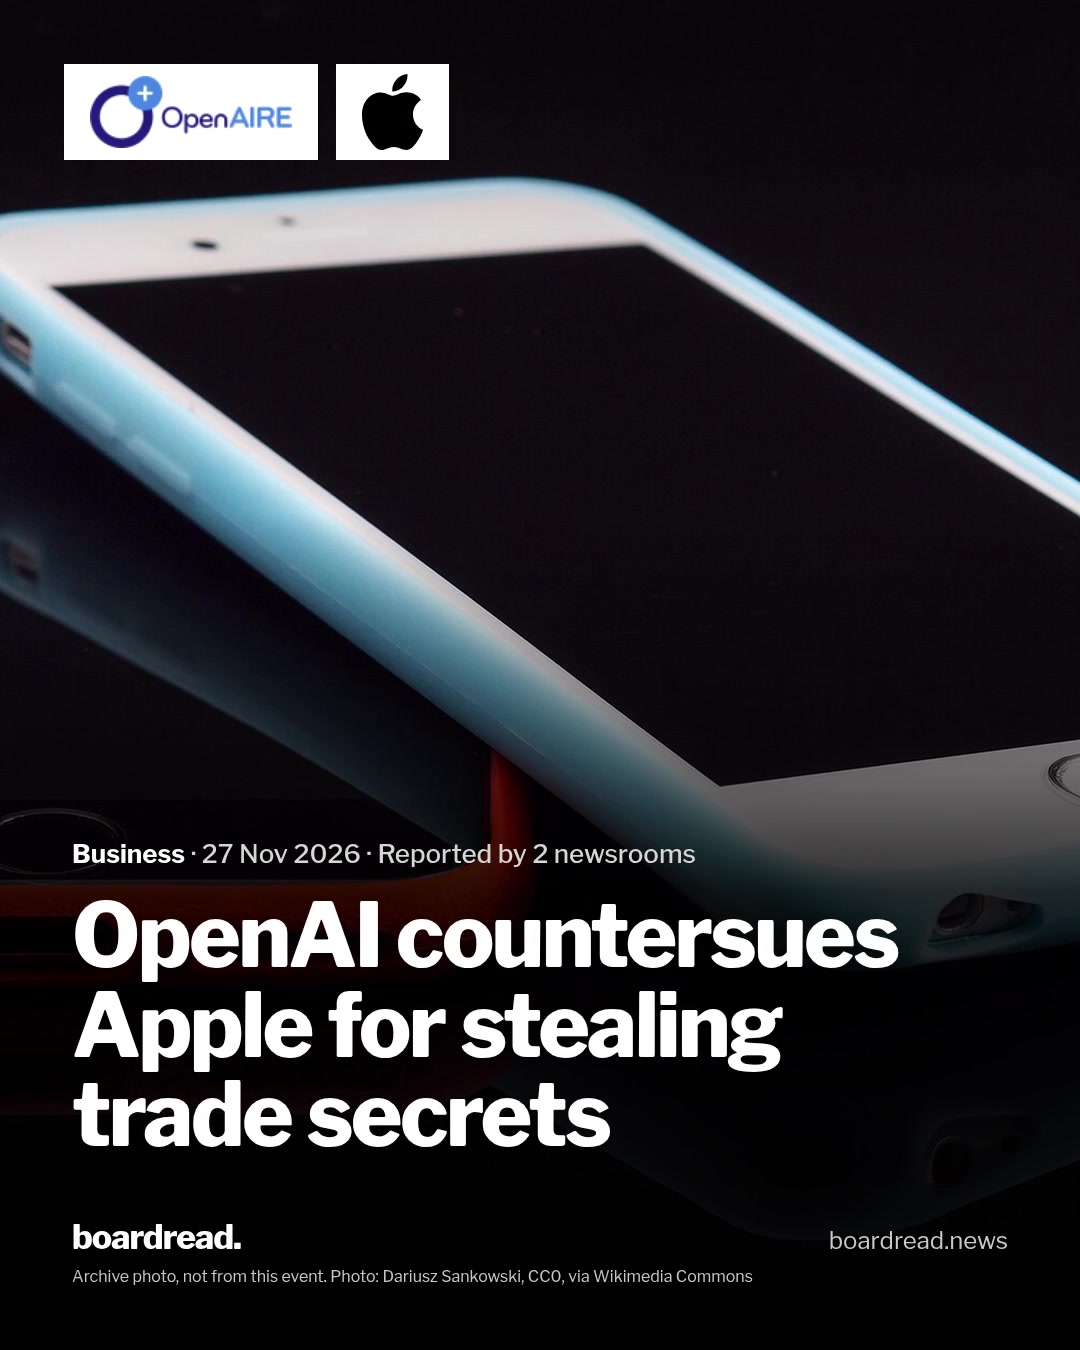 OpenAIRE
Business · 27 Nov 2026 · Reported by 2 newsrooms
OpenAI countersues
Apple for stealing
trade secrets
boardread.
boardread.news
Archive photo, not from this event. Photo: Dariusz Sankowski, CC0, via Wikimedia Commons